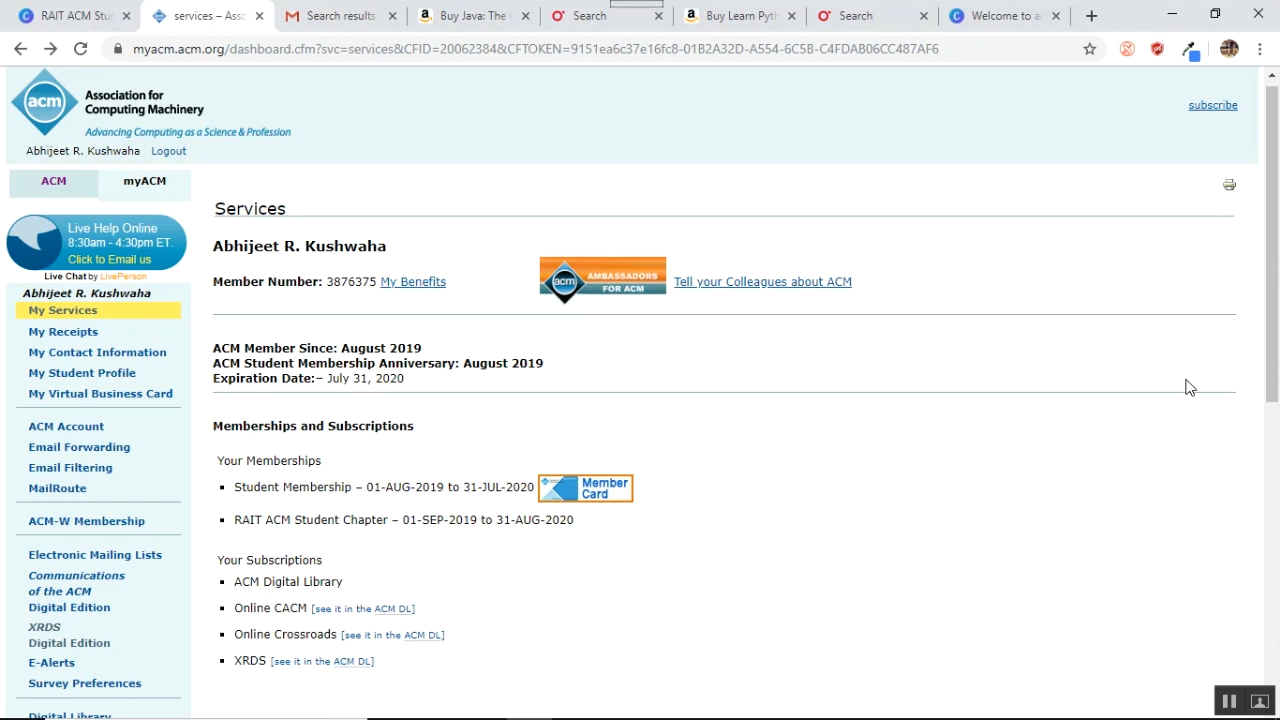 RAIT ACM Stud
services – Asso
Search results
Buy Java: The
Search
Buy Learn Pyth
Search
Welcome to a
myacm.acm.org/dashboard.cfm?svc=services&CFID=20062384&CFTOKEN=9151ea6c37e16fc8-01B2A32D-A554-6C5B-C4FDAB06CC487AF6
acm
Association for
Computing Machinery
Advancing Computing as a Science & Profession
subscribe
Abhijeet R. Kushwaha Logout
ACM
myACM
Live Help Online
8:30am - 4:30pm ET.
Click to Email us
Live Chat by LivePerson
Abhijeet R. Kushwaha
My Services
My Receipts
My Contact Information
My Student Profile
My Virtual Business Card
ACM Account
Email Forwarding
Email Filtering
MailRoute
ACM-W Membership
Electronic Mailing Lists
Communications
of the ACM
Digital Edition
XRDS
Digital Edition
E-Alerts
Survey Preferences
Digital Library
Services
Abhijeet R. Kushwaha
Member Number: 3876375 My Benefits
acm
AMBASSADORS
FOR ACM
Tell your Colleagues about ACM
ACM Member Since: August 2019
ACM Student Membership Anniversary: August 2019
Expiration Date:– July 31, 2020
Memberships and Subscriptions
Your Memberships
Student Membership – 01-AUG-2019 to 31-JUL-2020
Member
Card
RAIT ACM Student Chapter – 01-SEP-2019 to 31-AUG-2020
Your Subscriptions
ACM Digital Library
Online CACM [see it in the ACM DL]
Online Crossroads [see it in the ACM DL]
XRDS [see it in the ACM DL]